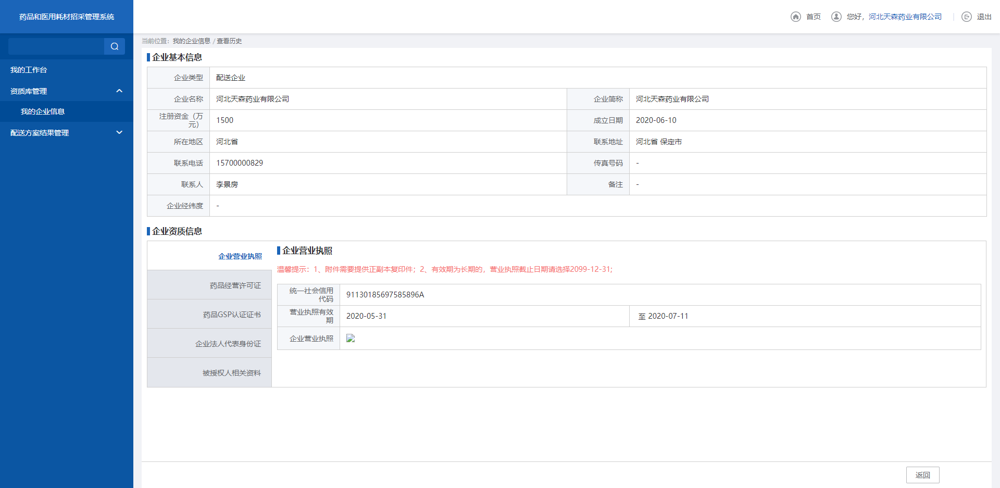 药品和医用耗材招采管理系统
首页
您好，河北天森药业有限公司
退出
当前位置：我的企业信息 / 查看历史
我的工作台
资质库管理
我的企业信息
配送方案结果管理
企业基本信息
企业类型 配送企业
企业名称 河北天森药业有限公司 企业简称 河北天森药业有限公司
注册资金（万
元） 1500 成立日期 2020-06-10
所在地区 河北省 联系地址 河北省 保定市
联系电话 15700000829 传真号码 -
联系人 李景房 备注 -
企业经纬度 -
企业资质信息
企业营业执照
药品经营许可证
药品GSP认证证书
企业法人代表身份证
被授权人相关资料
企业营业执照
温馨提示：1、附件需要提供正副本复印件；2、有效期为长期的，营业执照截止日期请选择2099-12-31;
统一社会信用
代码 91130185697585896A
营业执照有效
期 2020-05-31 至 2020-07-11
企业营业执照
返回